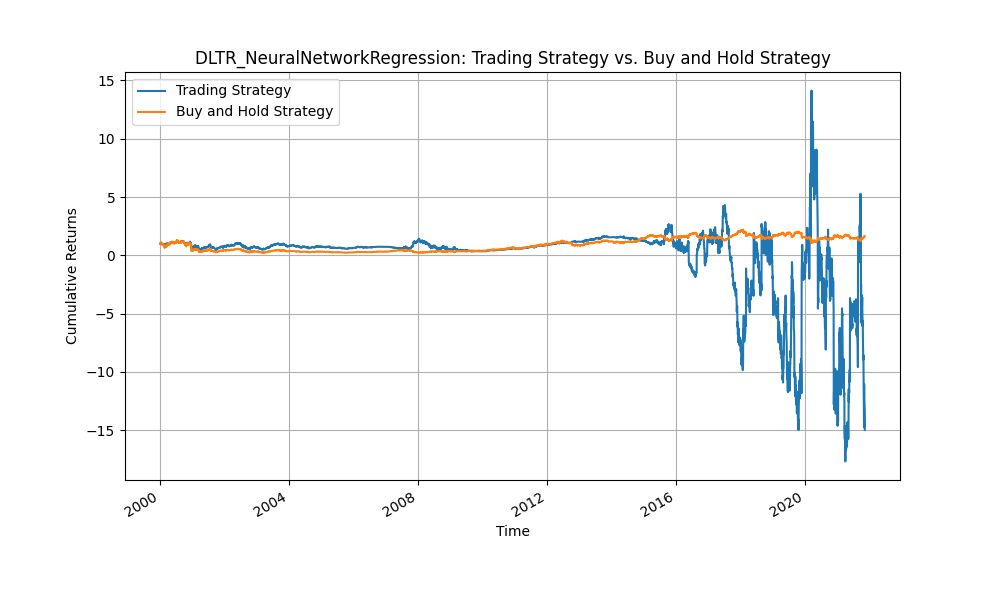 DLTR_NeuralNetworkRegression: Trading Strategy vs. Buy and Hold Strategy
Trading Strategy
Buy and Hold Strategy
15
10
5
0
−5
−10
−15
Cumulative Returns
2000
2004
2008
2012
2016
2020
Time